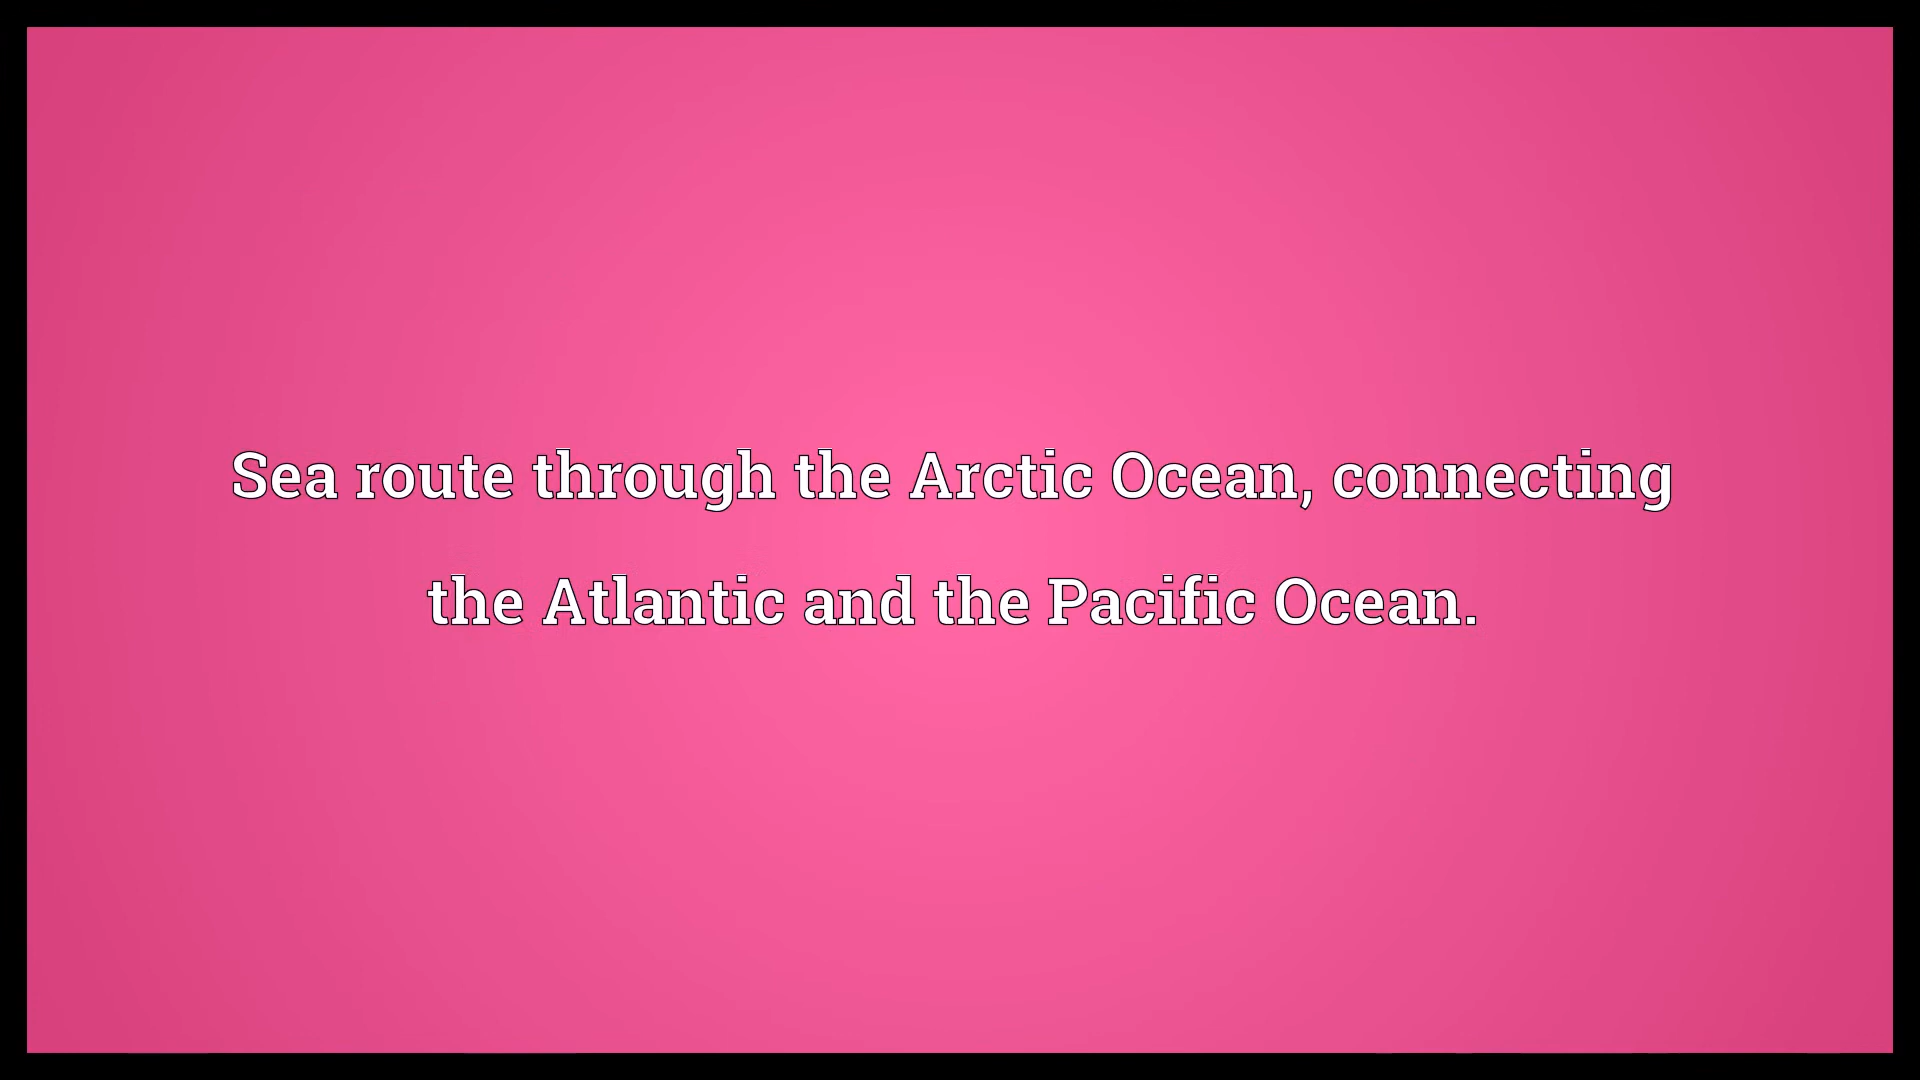 Sea route through the Arctic Ocean, connecting
the Atlantic and the Pacific Ocean.